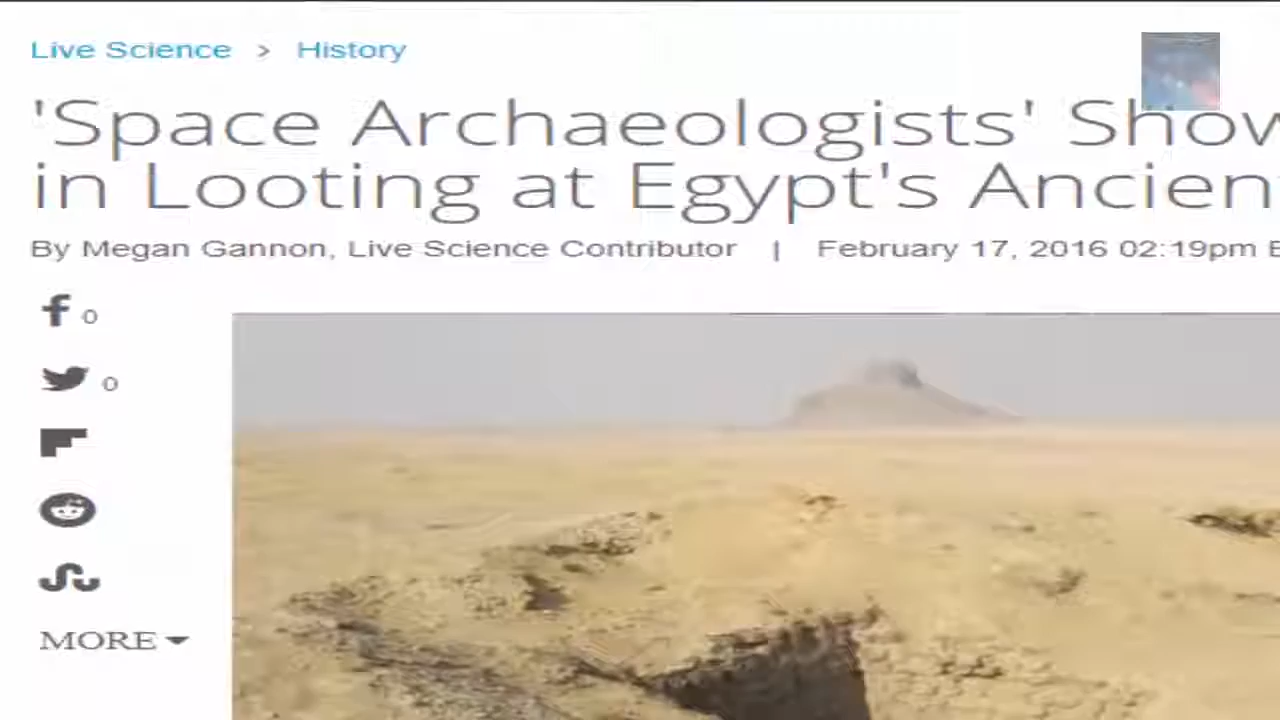 Live Science > History
'Space Archaeologists' Show
in Looting at Egypt's Ancient
By Megan Gannon, Live Science Contributor | February 17, 2016 02:19pm E
0
0
MORE